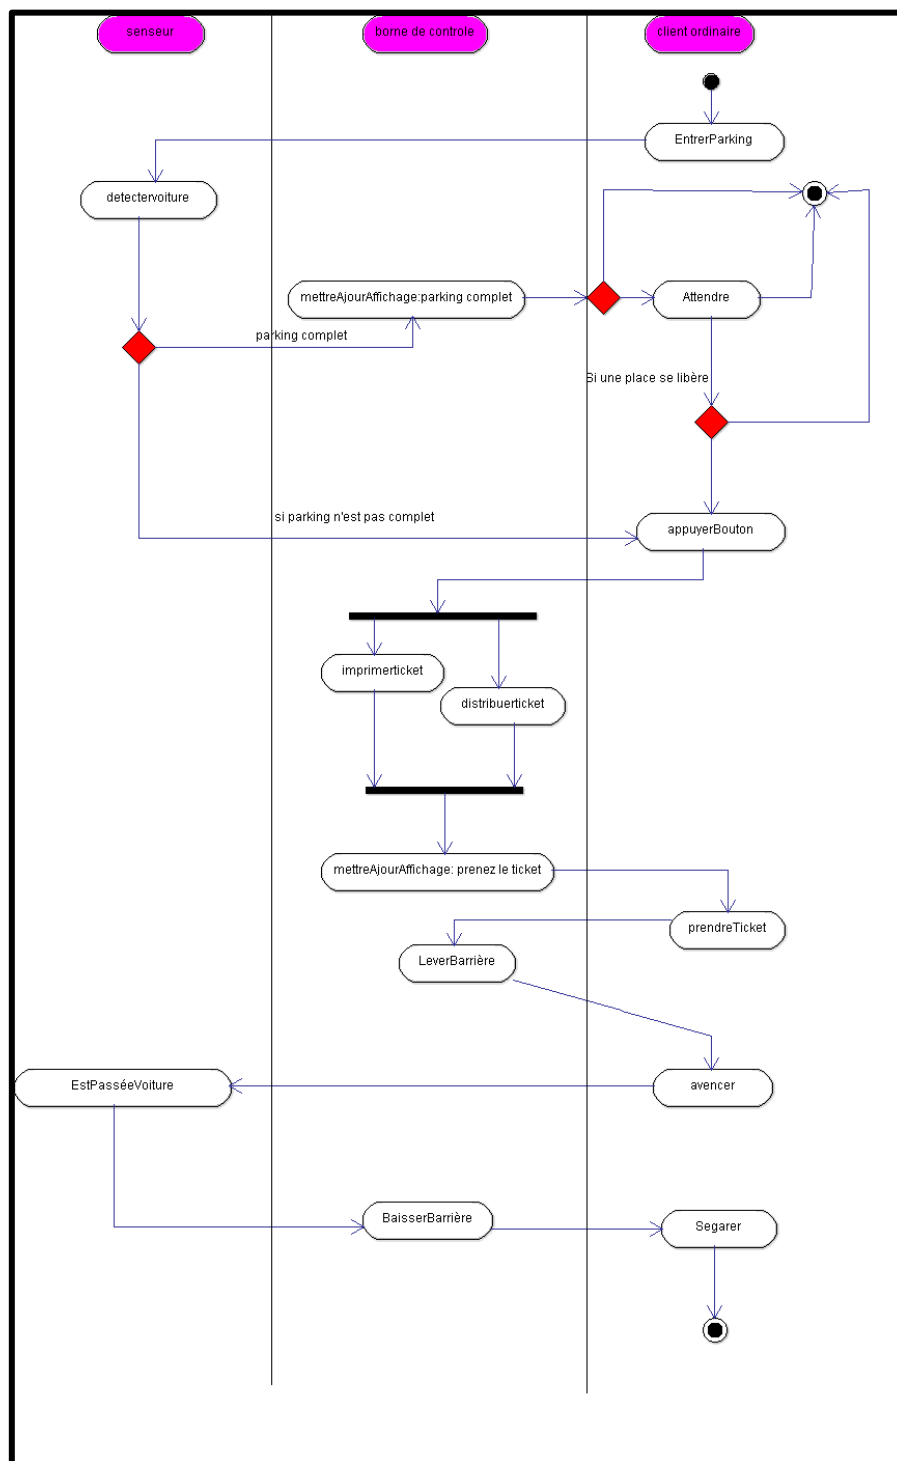 senseur
borne de controle
client ordinaire
EntrerParking
detectervoiture
mettreAjourAffichage:parking complet
Attendre
parking complet
Si une place se libère
si parking n'est pas complet
appuyerBouton
imprimerticket
distribuerticket
mettreAjourAffichage: prenez le ticket
prendreTicket
LeverBarrière
EstPasséeVoiture
avencer
BaisserBarrière
Segarer